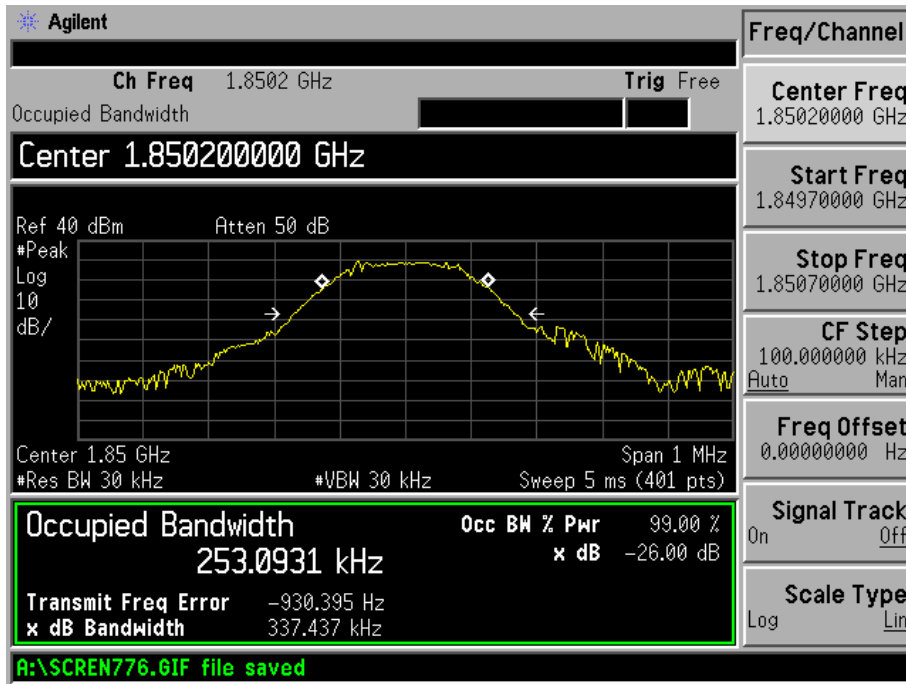 Agilent
Freq/Channel
Ch Freq 1.8502 GHz Trig Free
Occupied Bandwidth
Center 1.850200000 GHz
Ref 40 dBm Atten 50 dB
#Peak
Log
10
dB/
Center 1.85 GHz Span 1 MHz
#Res BW 30 kHz #VBW 30 kHz Sweep 5 ms (401 pts)
Occupied Bandwidth Occ BW % Pwr 99.00 %
253.0931 kHz x dB -26.00 dB
Transmit Freq Error -930.395 Hz
x dB Bandwidth 337.437 kHz
A:\SCREN776.GIF file saved
Center Freq
1.85020000 GHz
Start Freq
1.84970000 GHz
Stop Freq
1.85070000 GHz
CF Step
100.000000 kHz
Auto Man
Freq Offset
0.00000000 Hz
Signal Track
On Off
Scale Type
Log Lin